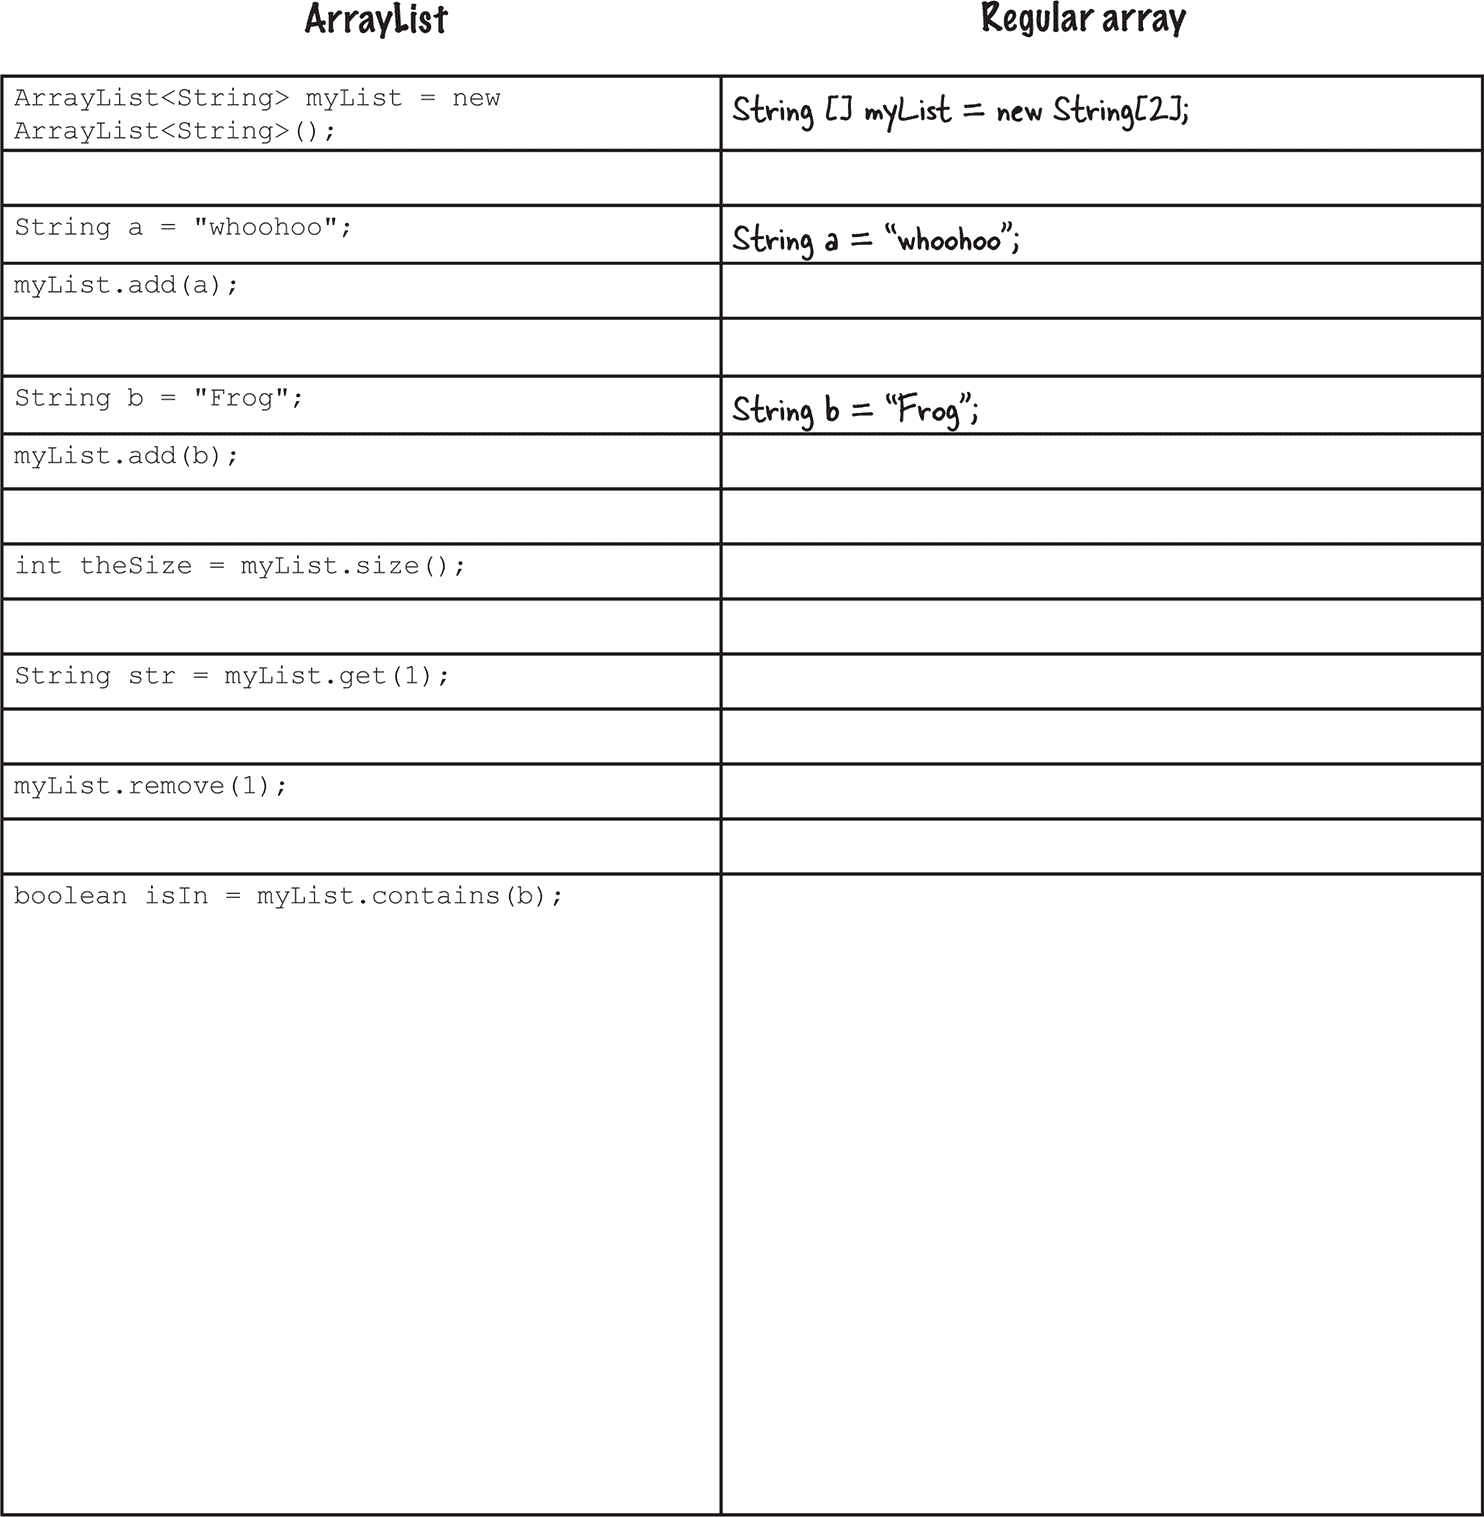 ArrayList
Regular array
ArrayList<String> myList = new
ArrayList<String>();
String [] myList = new String[2];
String a = "whoohoo";
String a = “whoohoo”;
myList.add(a);
String b = "Frog";
String b = “Frog”;
myList.add(b);
int theSize = myList.size();
String str = myList.get(1);
myList.remove(1);
boolean isIn = myList.contains(b);